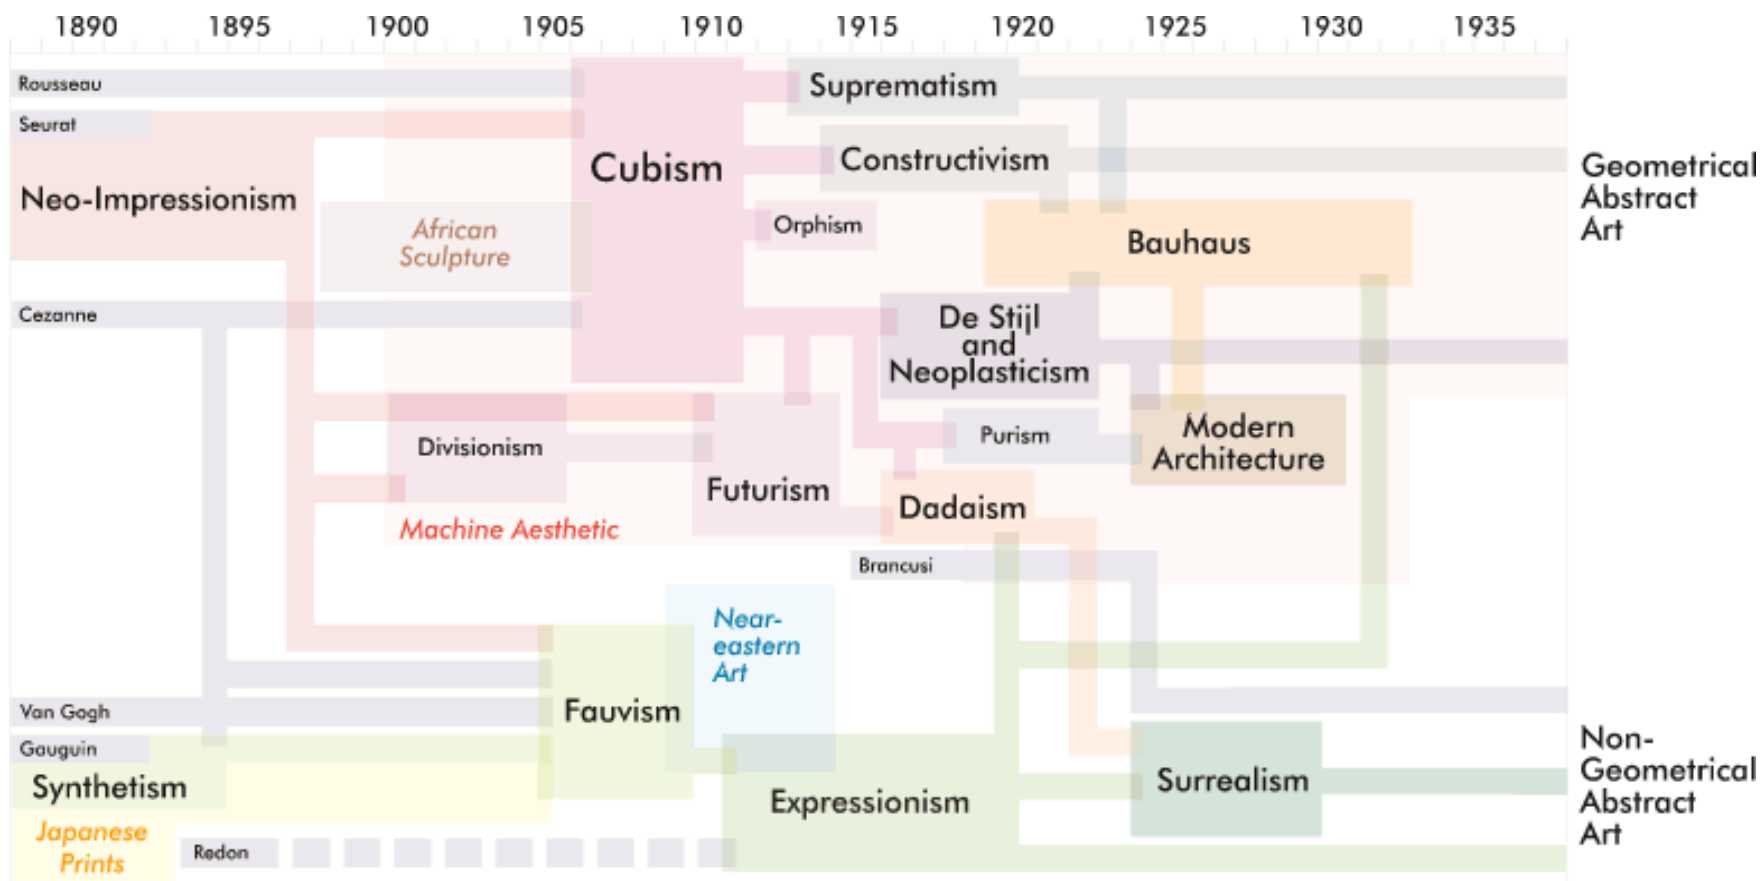 1890 1895 1900 1905 1910 1915 1920 1925 1930 1935
Rousseau
Suprematism
Seurat
Cubism
Constructivism
Geometrical
Abstract
Art
Neo-Impressionism
African
Sculpture
Orphism
Bauhaus
Cezanne
De Stijl
and
Neoplasticism
Divisionism
Purism
Modern
Architecture
Futurism
Dadaism
Machine Aesthetic
Brancusi
Near-
eastern
Art
Van Gogh
Fauvism
Gauguin
Synthetism
Expressionism
Surrealism
Non-
Geometrical
Abstract
Art
Japanese
Prints
Redon